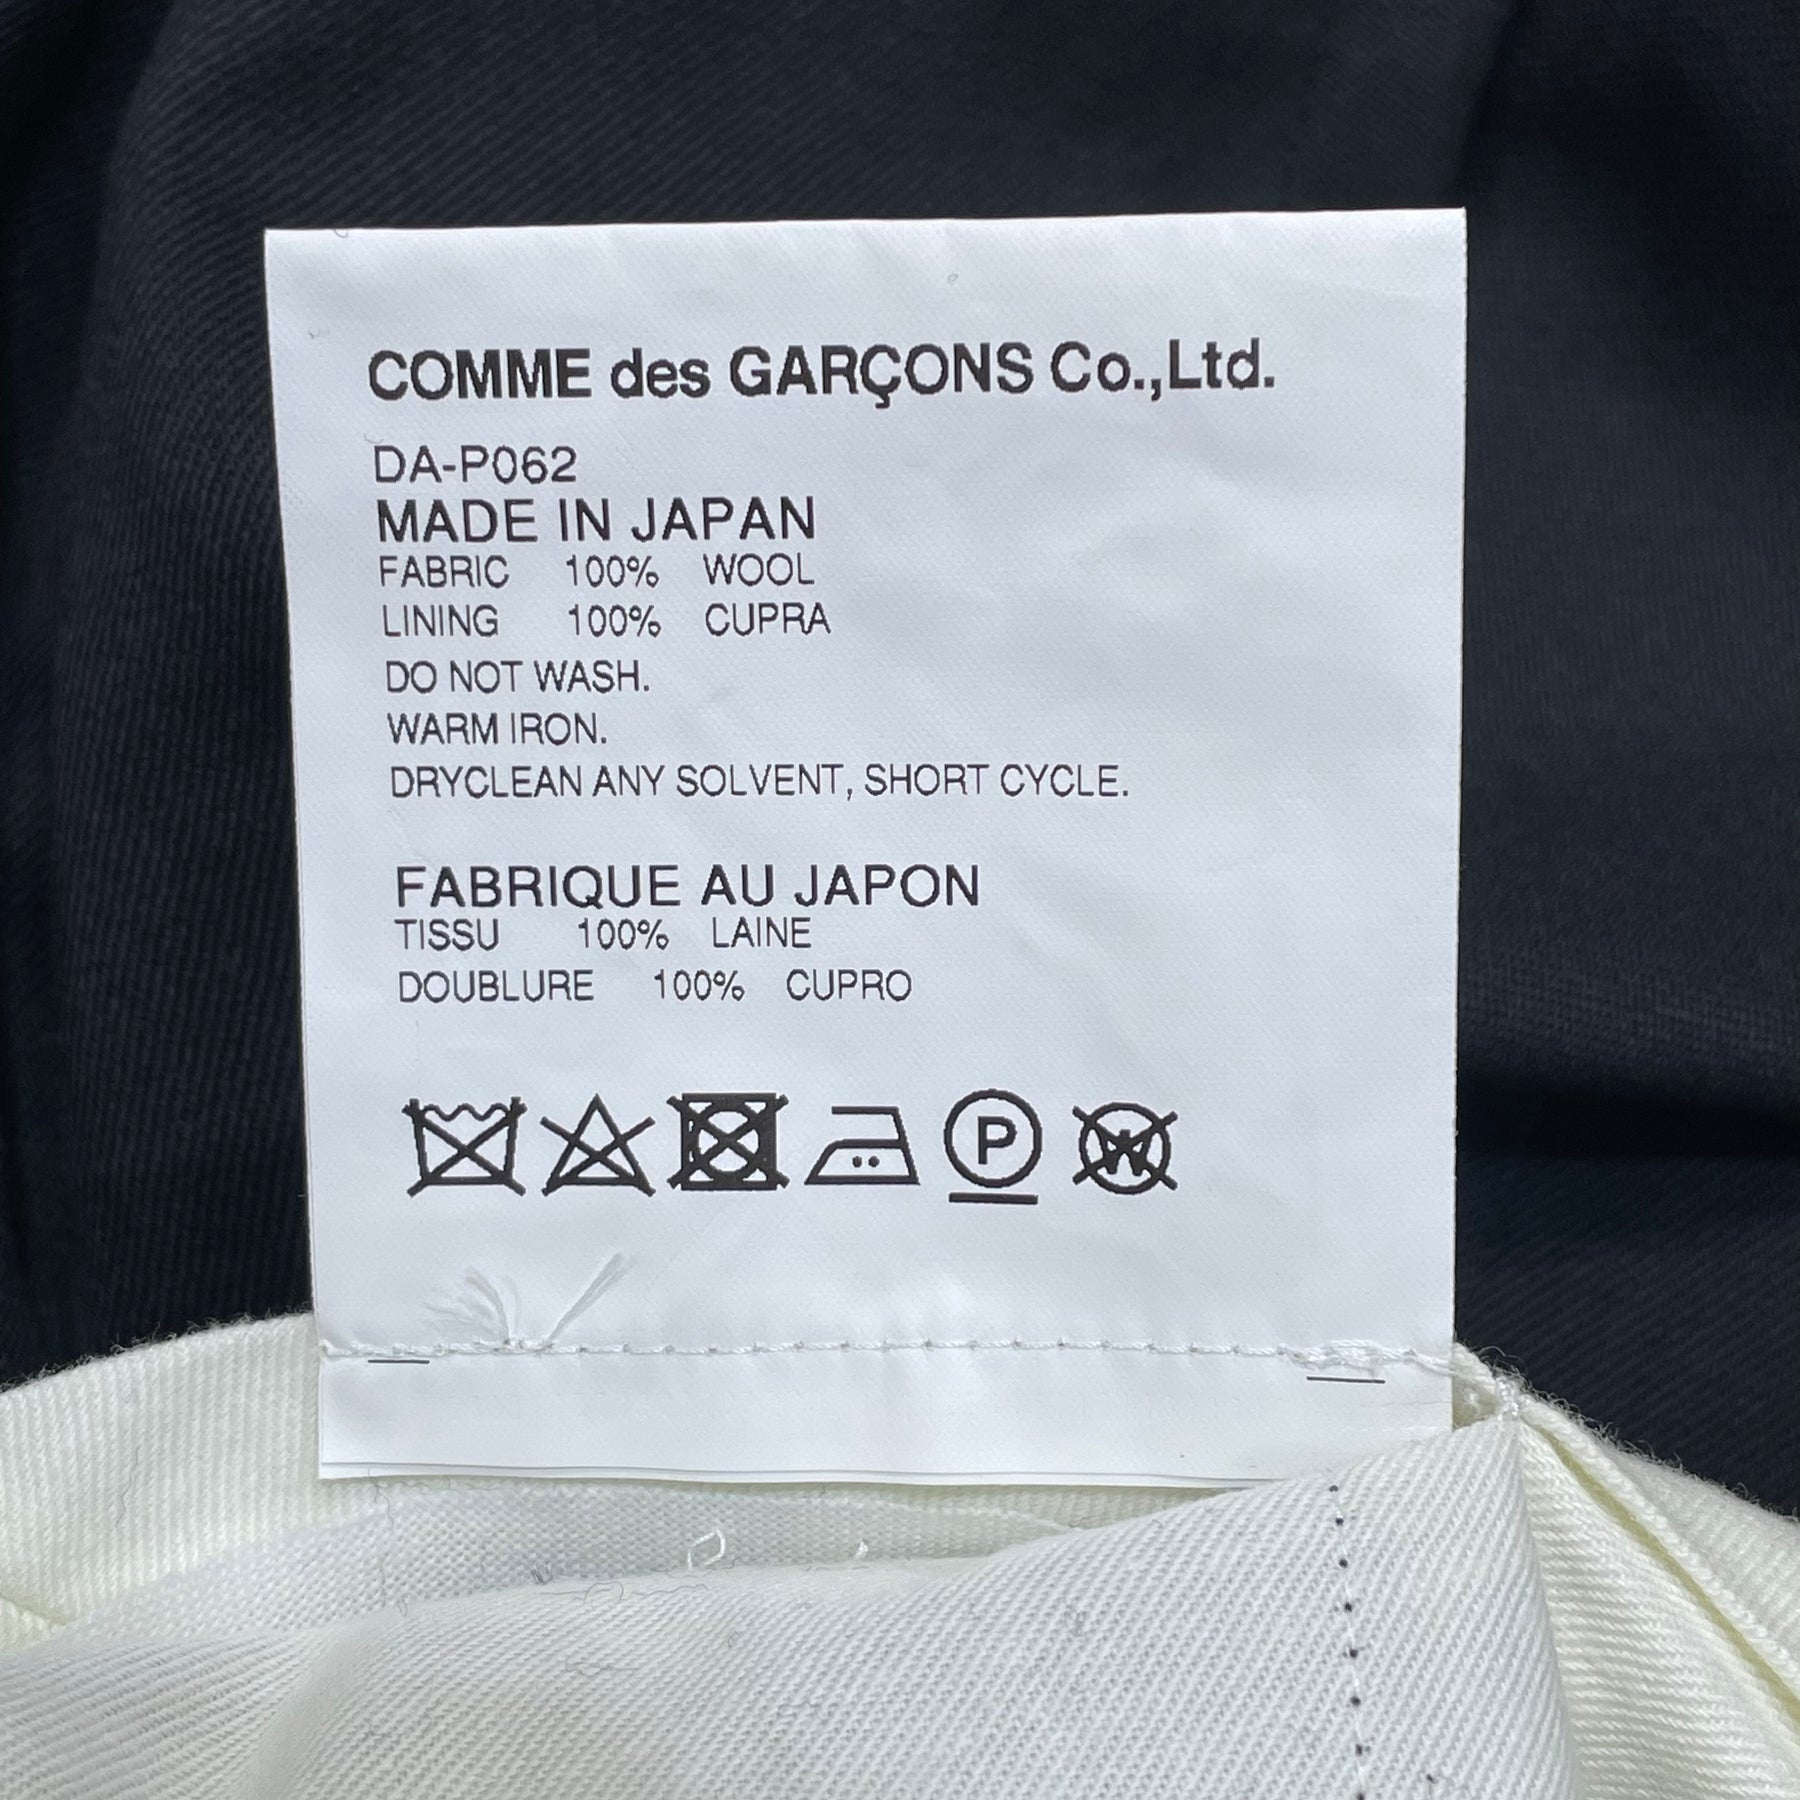 COMME des GARÇONS Co.,Ltd.
DA-P062
MADE IN JAPAN
FABRIC 100% WOOL
LINING 100% CUPRA
DO NOT WASH.
WARM IRON.
DRYCLEAN ANY SOLVENT, SHORT CYCLE.
FABRIQUE AU JAPON
TISSU 100% LAINE
DOUBLURE 100% CUPRO
P W